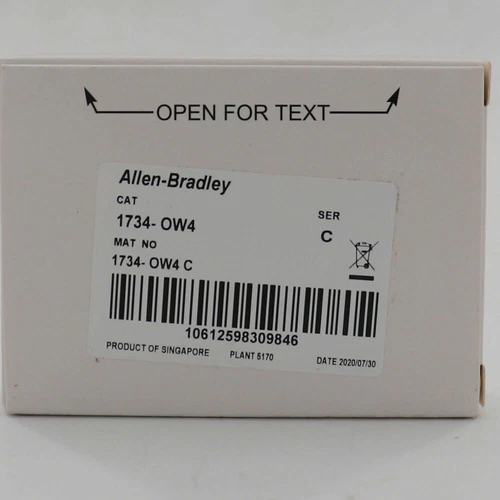 OPEN FOR TEXT
Allen-Bradley
CAT
SER
1734- OW4
C
MAT NO
1734- OW4 C
10612598309846
PRODUCT OF SINGAPORE PLANT 5170 DATE 2020/07/30